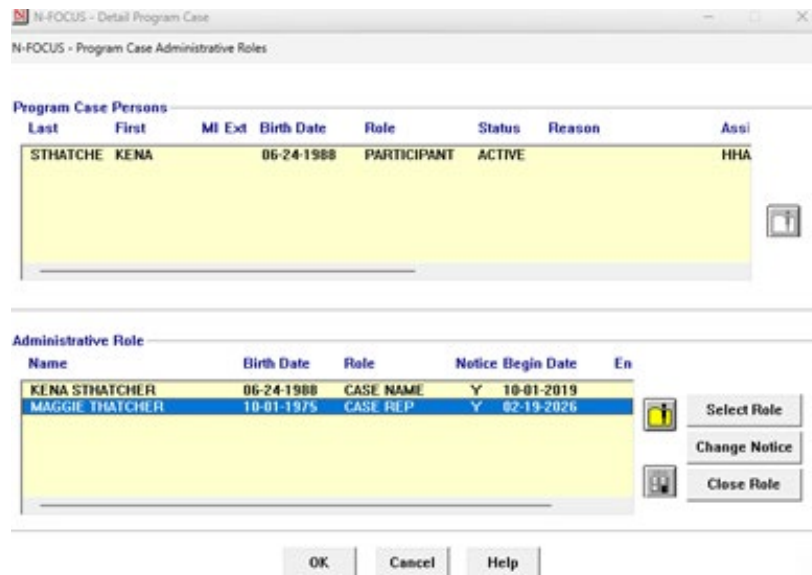 N-FOCUS - Detail Program Case
N-FOCUS - Program Case Administrative Roles
Program Case Persons
Last First MI Ext Birth Date Role Status Reason Assi
STHATCHE KENA 06-24-1988 PARTICIPANT ACTIVE HHA
Administrative Role
Name Birth Date Role Notice Begin Date En
KENA STHATCHER 06-24-1988 CASE NAME Y 10-01-2019
MAGGIE THATCHER 10-01-1975 CASE REP Y 02-19-2026
Select Role
Change Notice
Close Role
OK Cancel Help